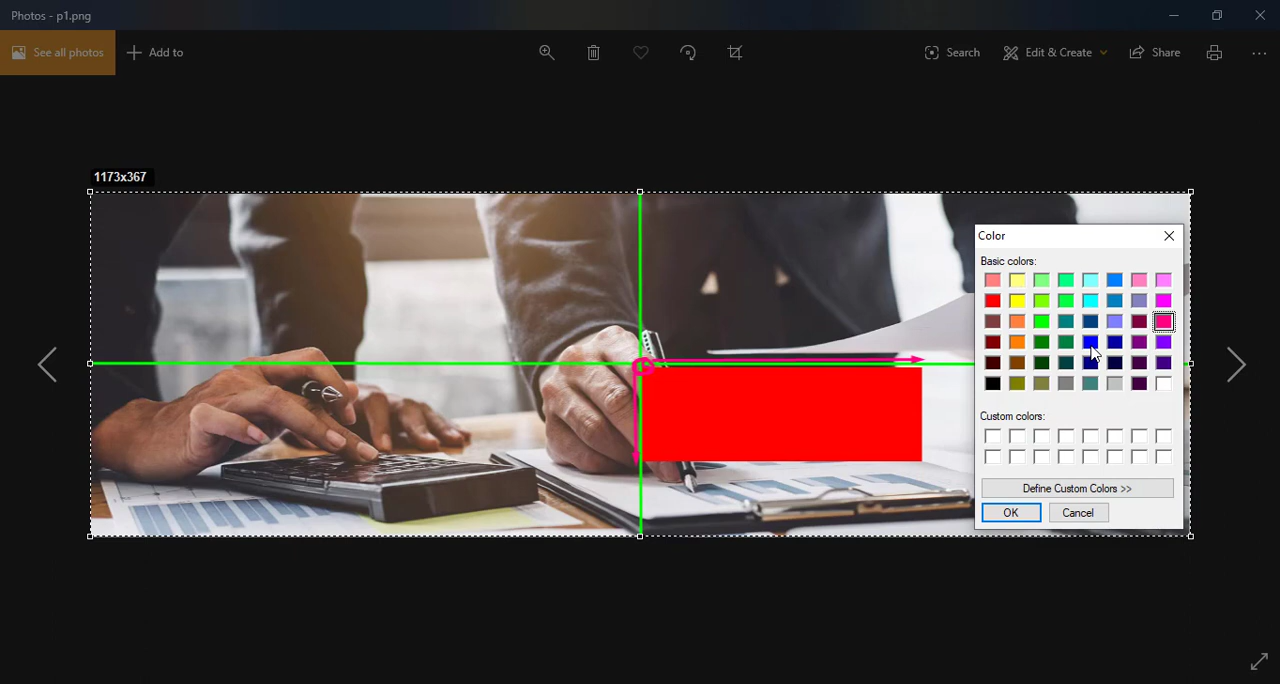 Photos - p1.png
See all photos
Add to
Search
Edit & Create
Share
1173x367
Color
Basic colors:
Custom colors:
Define Custom Colors >>
OK
Cancel